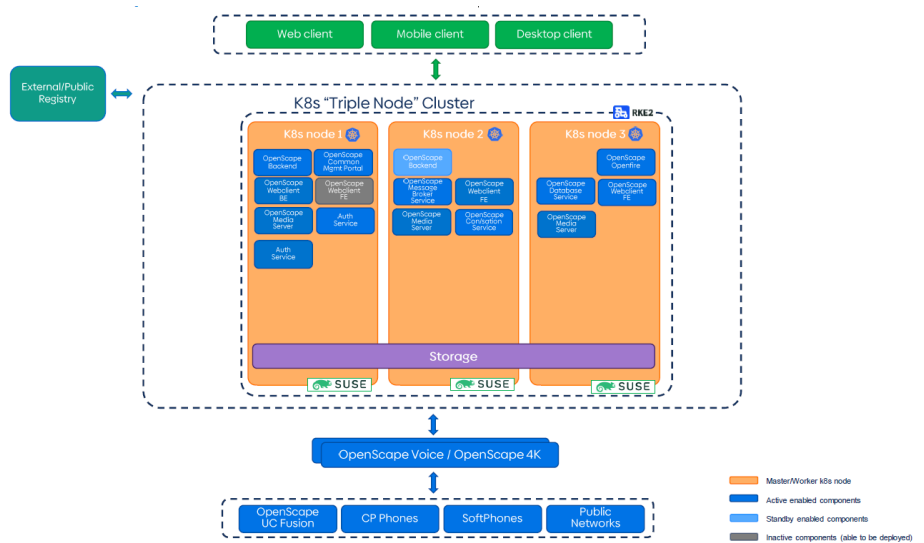 Web client
Mobile client
Desktop client
External/Public
Registry
K8s “Triple Node” Cluster
RKE2
K8s node 1
K8s node 2
K8s node 3
OpenScape
Backend
OpenScape
Common
Mgmt Portal
OpenScape
Webclient
BE
OpenScape
Webclient
FE
OpenScape
Media
Server
Auth
Service
Auth
Service
OpenScape
Backend
OpenScape
Message
Broker
Service
OpenScape
Webclient
FE
OpenScape
Media
Server
OpenScape
Service
OpenScape
Openfire
OpenScape
Database
Service
OpenScape
Webclient
FE
OpenScape
Media
Server
Storage
SUSE
SUSE
SUSE
OpenScape Voice / OpenScape 4K
OpenScape
UC Fusion
CP Phones
SoftPhones
Public
Networks
Master/Worker k8s node
Active enabled components
Standby enabled components
Inactive components (able to be deployed)